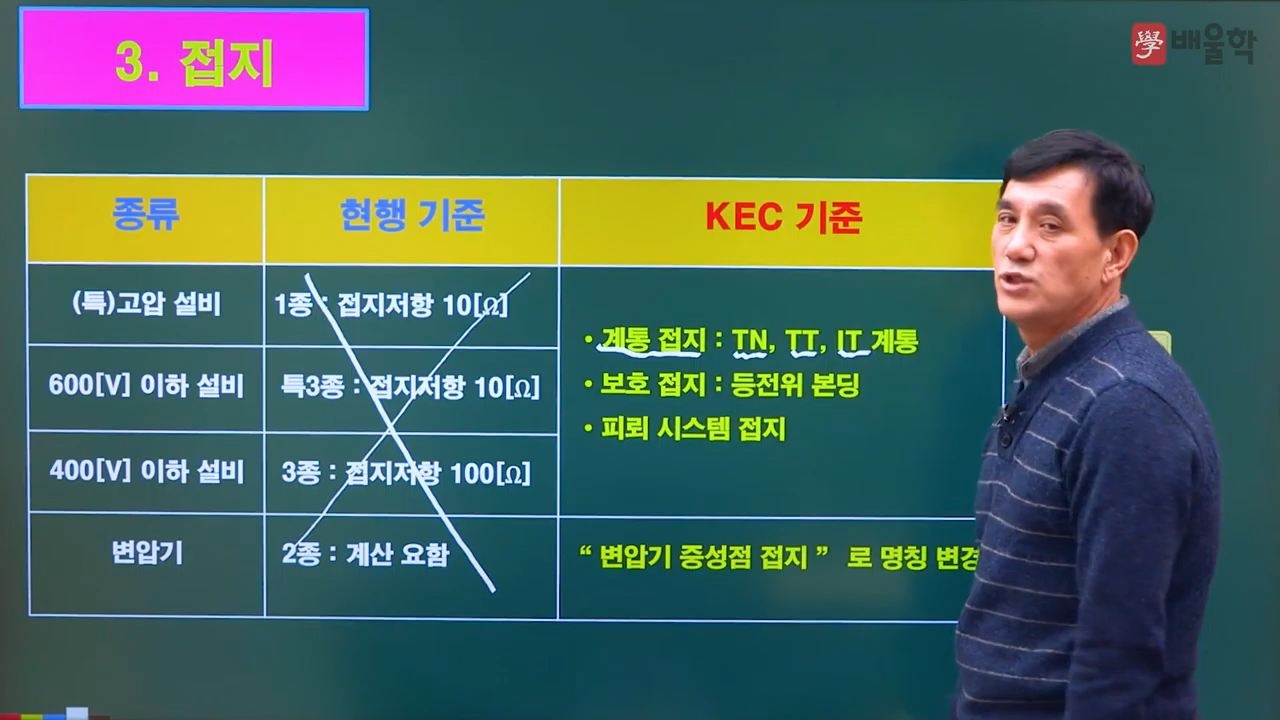 3. 접지
學 배울학
종류 현행 기준 KEC 기준
(특)고압 설비 1종 : 접지저항 10[Ω]
600[V] 이하 설비 특3종 : 접지저항 10[Ω]
400[V] 이하 설비 3종 : 접지저항 100[Ω]
• 계통 접지 : TN, TT, IT 계통
• 보호 접지 : 등전위 본딩
• 피뢰 시스템 접지
변압기 2종 : 계산 요함 “ 변압기 중성점 접지 ” 로 명칭 변경